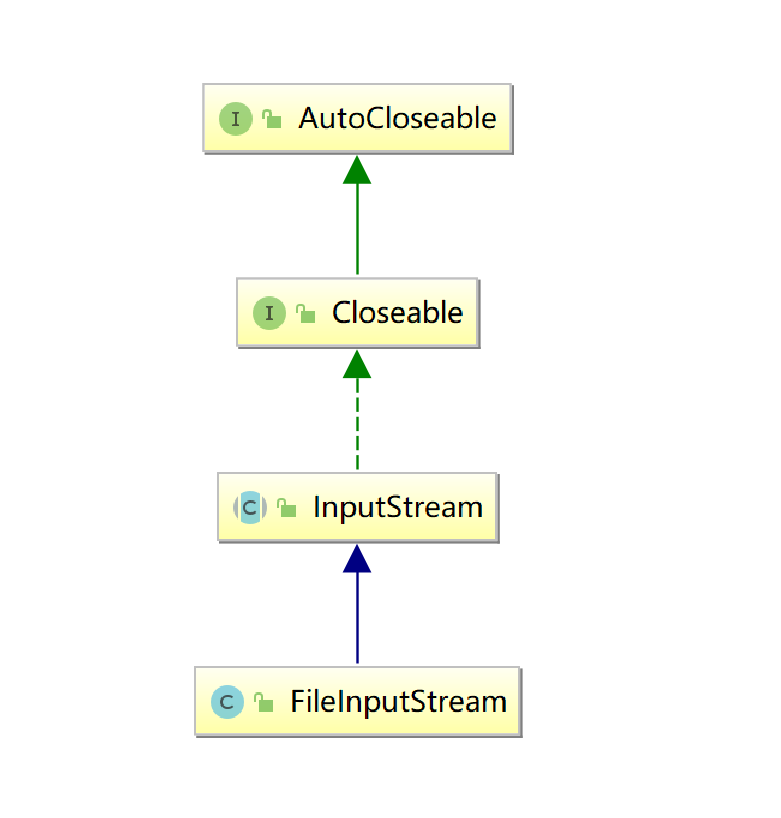 I AutoCloseable
I Closeable
C InputStream
C FileInputStream